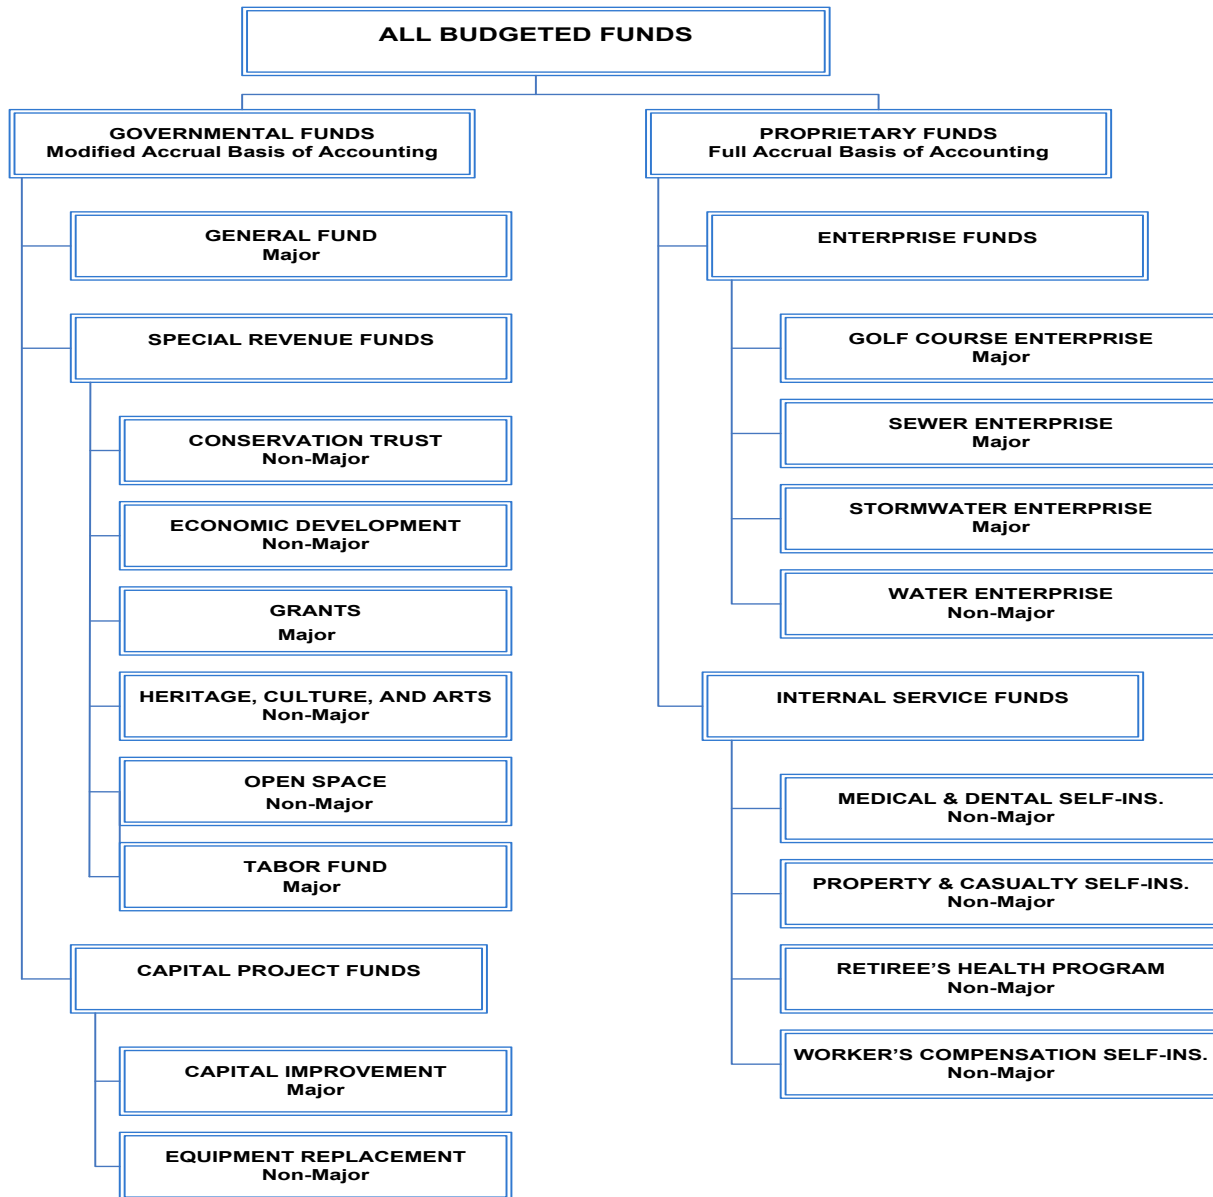 ALL BUDGETED FUNDS
GOVERNMENTAL FUNDS
Modified Accrual Basis of Accounting
GENERAL FUND
Major
SPECIAL REVENUE FUNDS
CONSERVATION TRUST
Non-Major
ECONOMIC DEVELOPMENT
Non-Major
GRANTS
Major
HERITAGE, CULTURE, AND ARTS
Non-Major
OPEN SPACE
Non-Major
TABOR FUND
Major
CAPITAL PROJECT FUNDS
CAPITAL IMPROVEMENT
Major
EQUIPMENT REPLACEMENT
Non-Major
PROPRIETARY FUNDS
Full Accrual Basis of Accounting
ENTERPRISE FUNDS
GOLF COURSE ENTERPRISE
Major
SEWER ENTERPRISE
Major
STORMWATER ENTERPRISE
Major
WATER ENTERPRISE
Non-Major
INTERNAL SERVICE FUNDS
MEDICAL & DENTAL SELF-INS.
Non-Major
PROPERTY & CASUALTY SELF-INS.
Non-Major
RETIREE’S HEALTH PROGRAM
Non-Major
WORKER’S COMPENSATION SELF-INS.
Non-Major